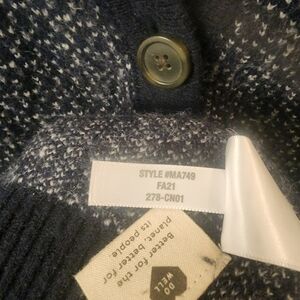 STYLE #MA749
FA21
278-CN01
Better for the
planet, better for
its people.
DO
WELL